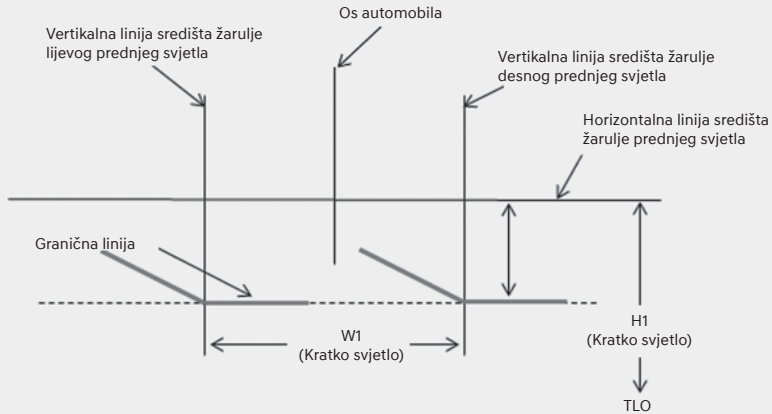 Os automobila
Vertikalna linija središta žarulje
lijevog prednjeg svjetla
Vertikalna linija središta žarulje
desnog prednjeg svjetla
Horizontalna linija središta
žarulje prednjeg svjetla
Granična linija
W1
(Kratko svjetlo)
H1
(Kratko svjetlo)
TLO